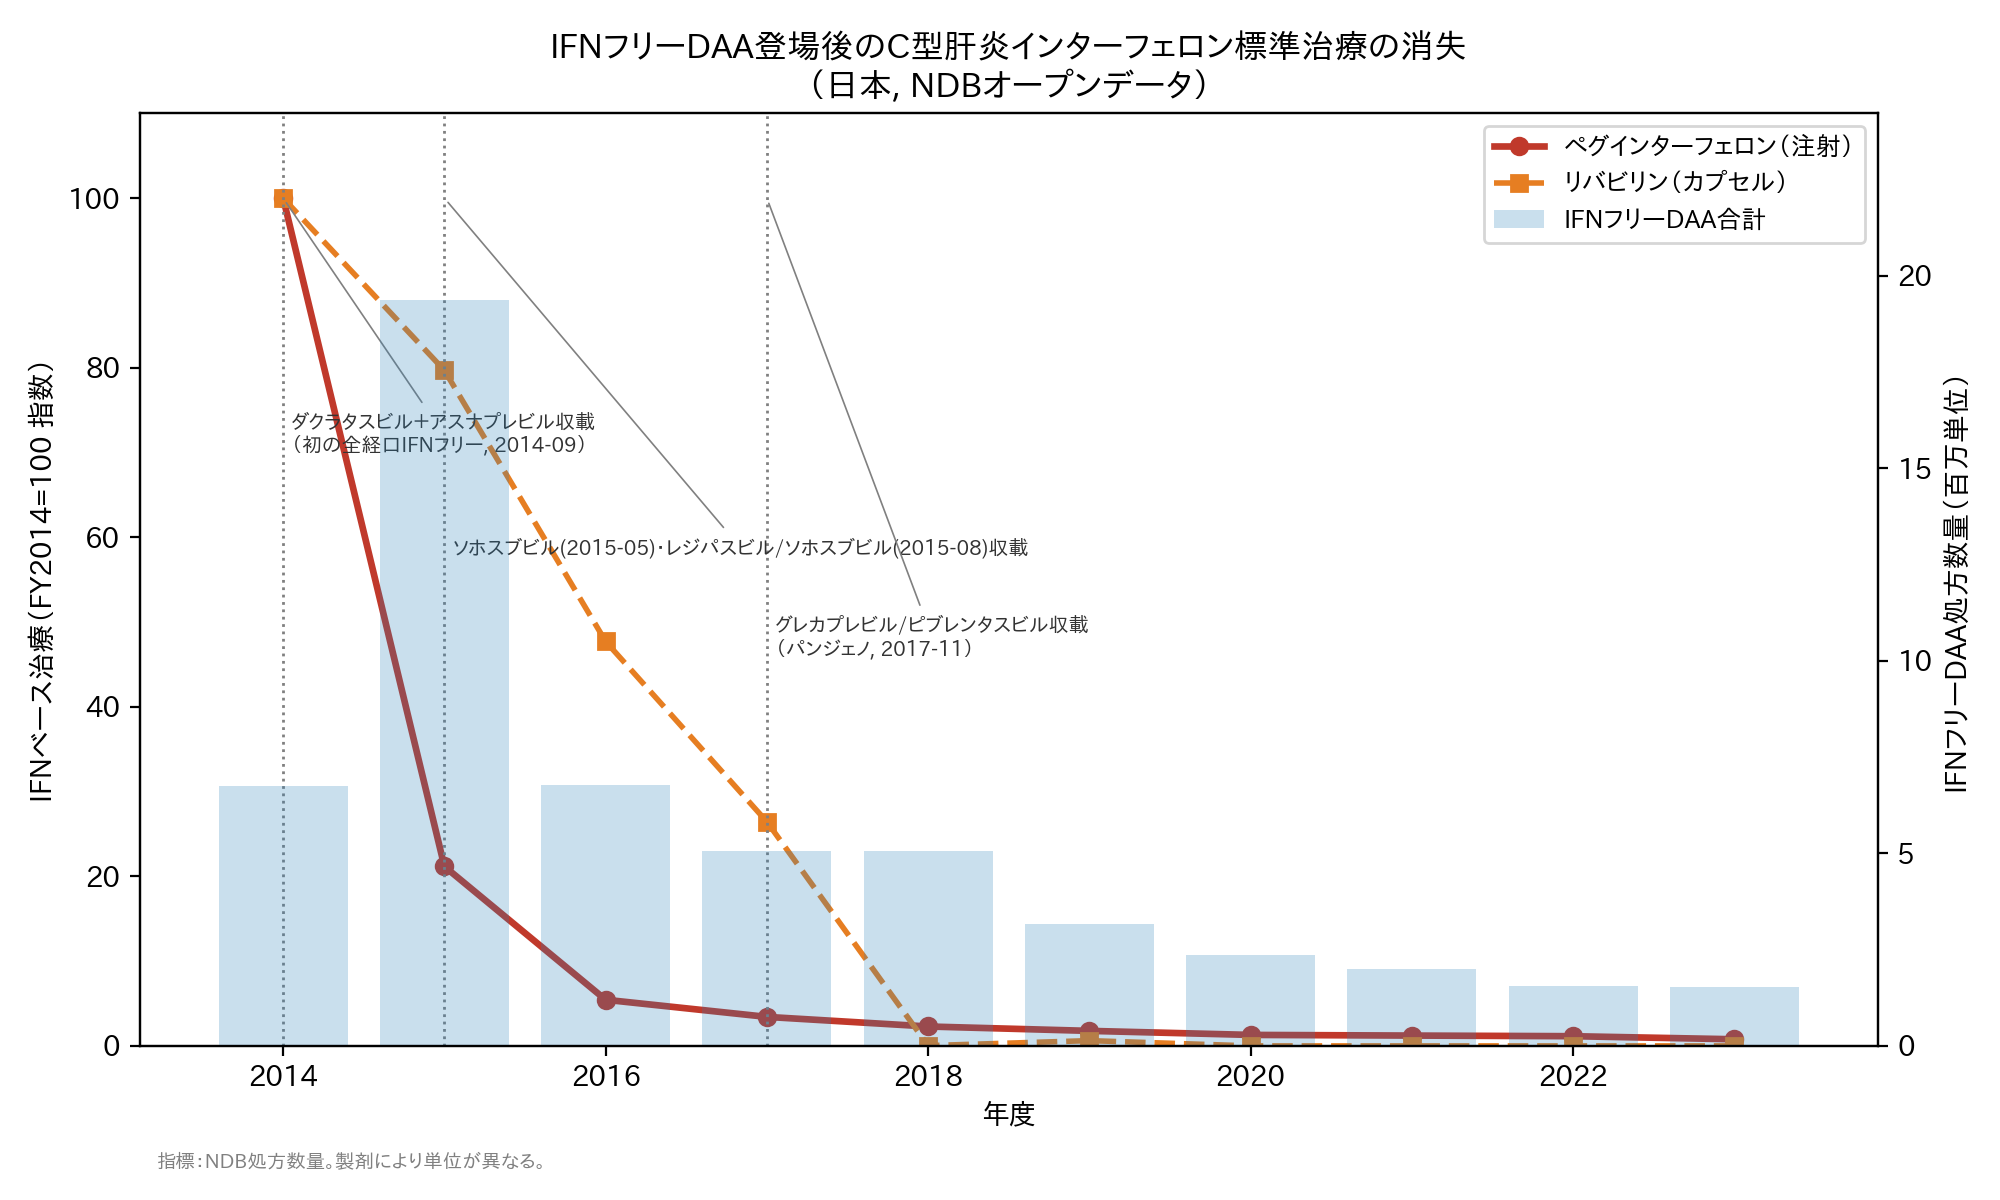 IFNフリーDAA登場後のC型肝炎インターフェロン標準治療の消失
（日本, NDBオープンデータ）
ペグインターフェロン（注射）
リバビリン（カプセル）
IFNフリーDAA合計
IFNベース治療（FY2014=100 指数）
100
80
60
40
20
0
ダクラタスビル＋アスナプレビル収載
（初の全経口IFNフリー, 2014-09）
ソホスブビル(2015-05)・レジパスビル/ソホスブビル(2015-08)収載
グレカプレビル/ピブレンタスビル収載
（パンジェノ, 2017-11）
20
15
10
5
0
IFNフリーDAA処方数量（百万単位）
2014
2016
2018
2020
2022
年度
指標：NDB処方数量。製剤により単位が異なる。